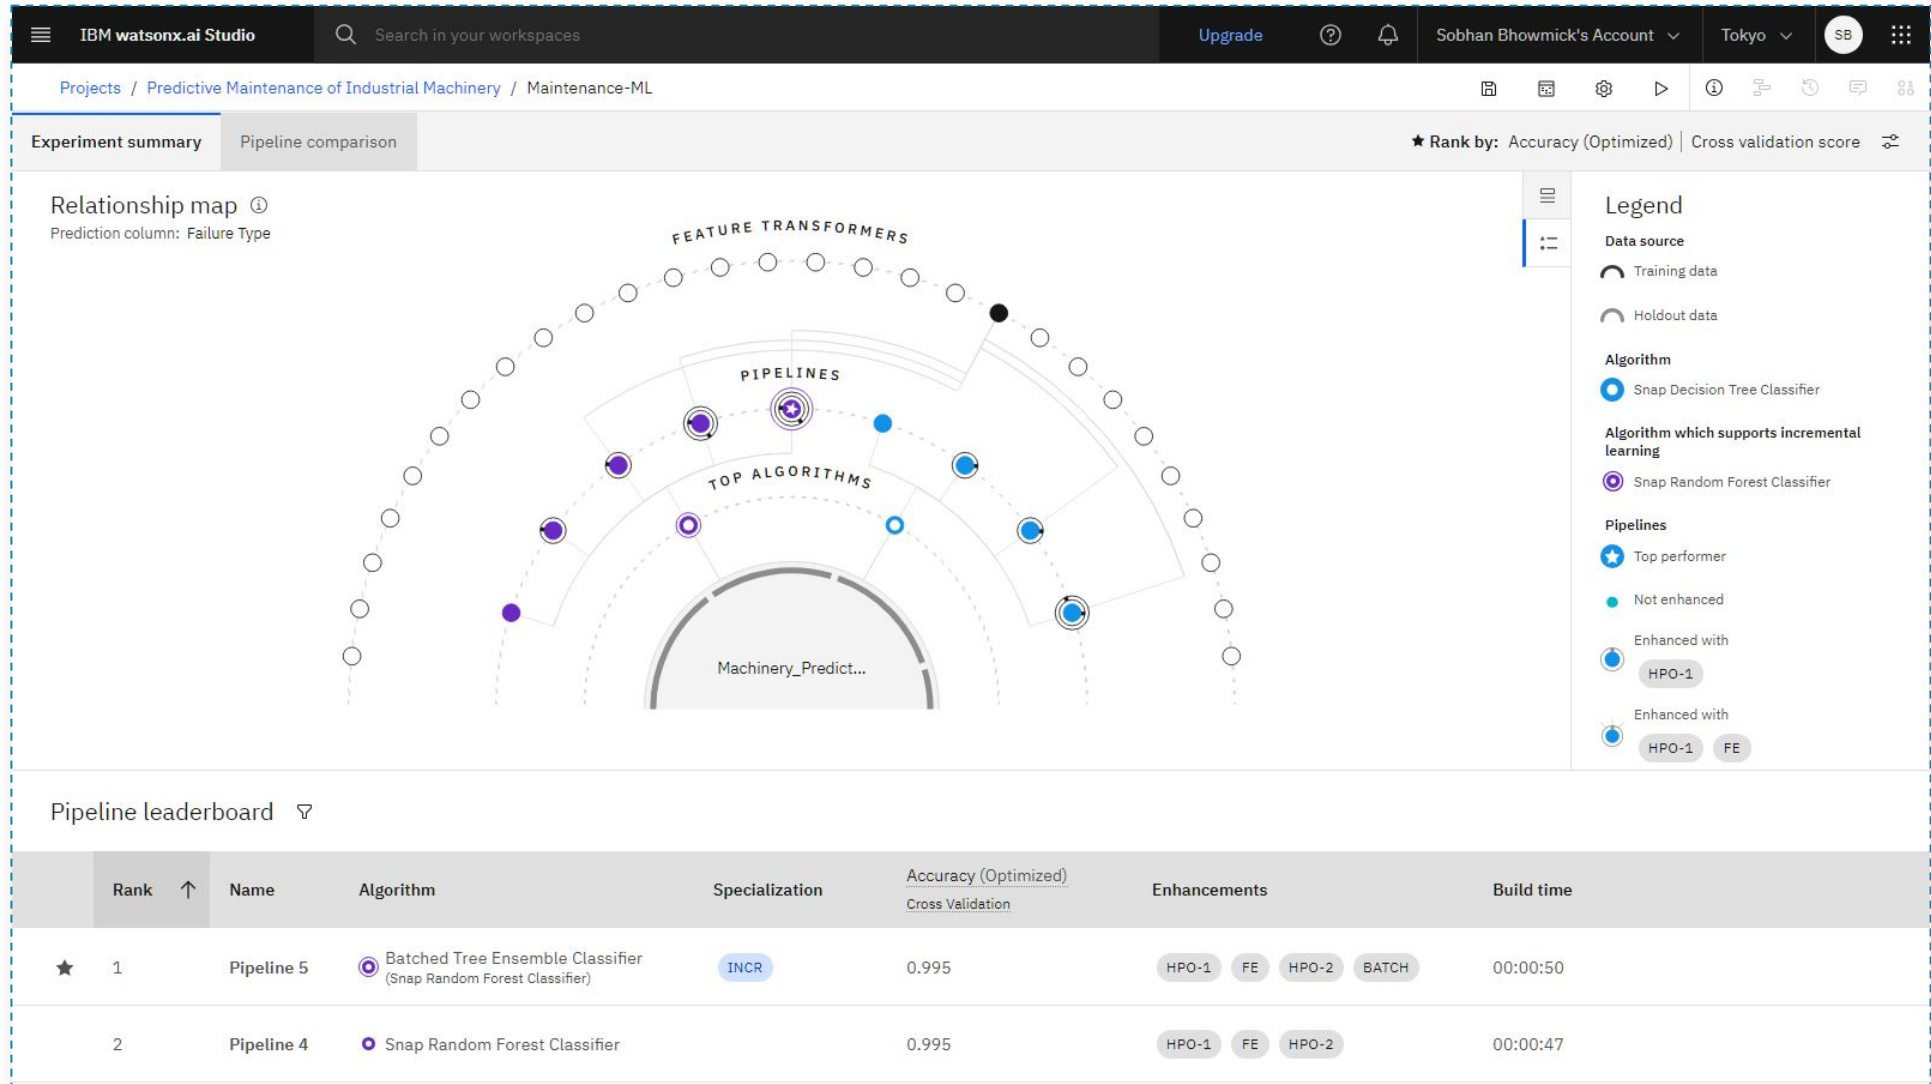 IBM watsonx.ai Studio
Search in your workspaces
Upgrade
Sobhan Bhowmick's Account
Tokyo
SB
Projects / Predictive Maintenance of Industrial Machinery / Maintenance-ML
Experiment summary
Pipeline comparison
Rank by: Accuracy (Optimized) | Cross validation score
Relationship map
Prediction column: Failure Type
FEATURE TRANSFORMERS
PIPELINES
TOP ALGORITHMS
Machinery_Predict...
Legend
Data source
Training data
Holdout data
Algorithm
Snap Decision Tree Classifier
Algorithm which supports incremental
learning
Snap Random Forest Classifier
Pipelines
Top performer
Not enhanced
Enhanced with
HPO-1
Enhanced with
HPO-1 FE
Pipeline leaderboard
Rank Name Algorithm Specialization Accuracy (Optimized) Enhancements Build time
Cross Validation
1 Pipeline 5 Batched Tree Ensemble Classifier INCR 0.995 HPO-1 FE HPO-2 BATCH 00:00:50
(Snap Random Forest Classifier)
2 Pipeline 4 Snap Random Forest Classifier 0.995 HPO-1 FE HPO-2 00:00:47